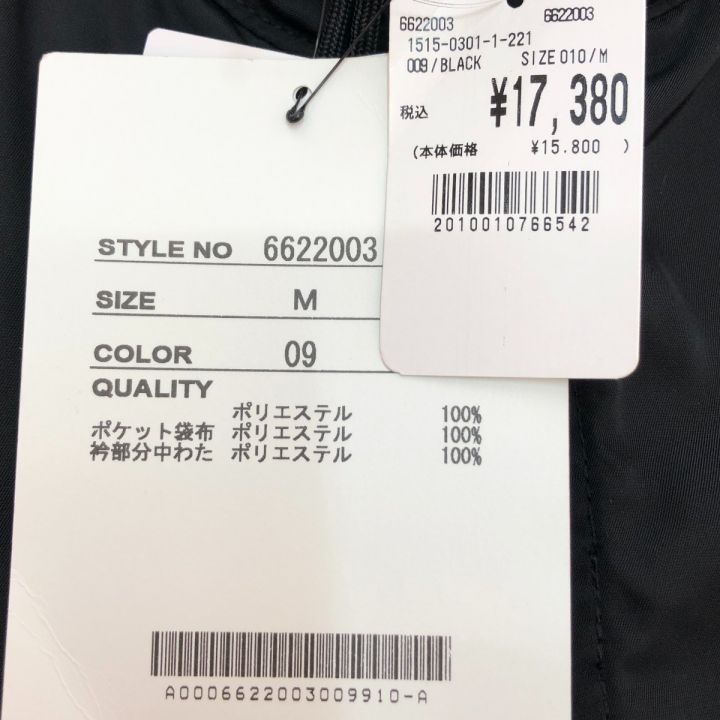 6622003 6622003
1515-0301-1-221
009/BLACK SIZE 010/M
税込 ¥17,380
(本体価格 ¥15.800 )
2010010766542
STYLE NO 6622003
SIZE M
COLOR 09
QUALITY
ポリエステル 100%
ポケット袋布 ポリエステル 100%
衿部分中わた ポリエステル 100%
A0006622003009910-A